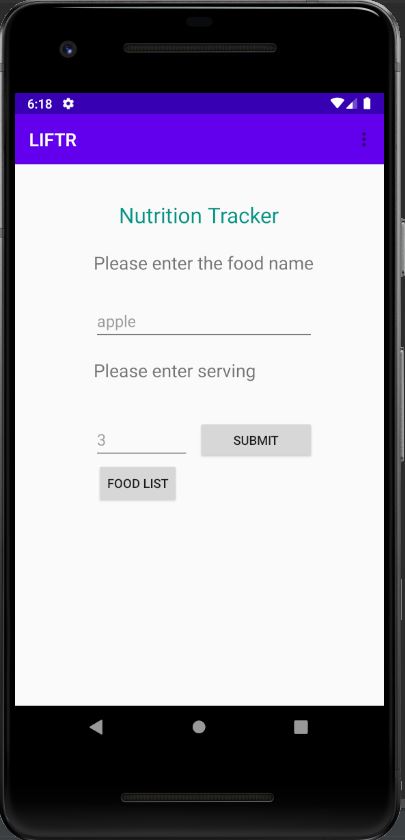 6:18
LIFTR
Nutrition Tracker
Please enter the food name
apple
Please enter serving
3
SUBMIT
FOOD LIST